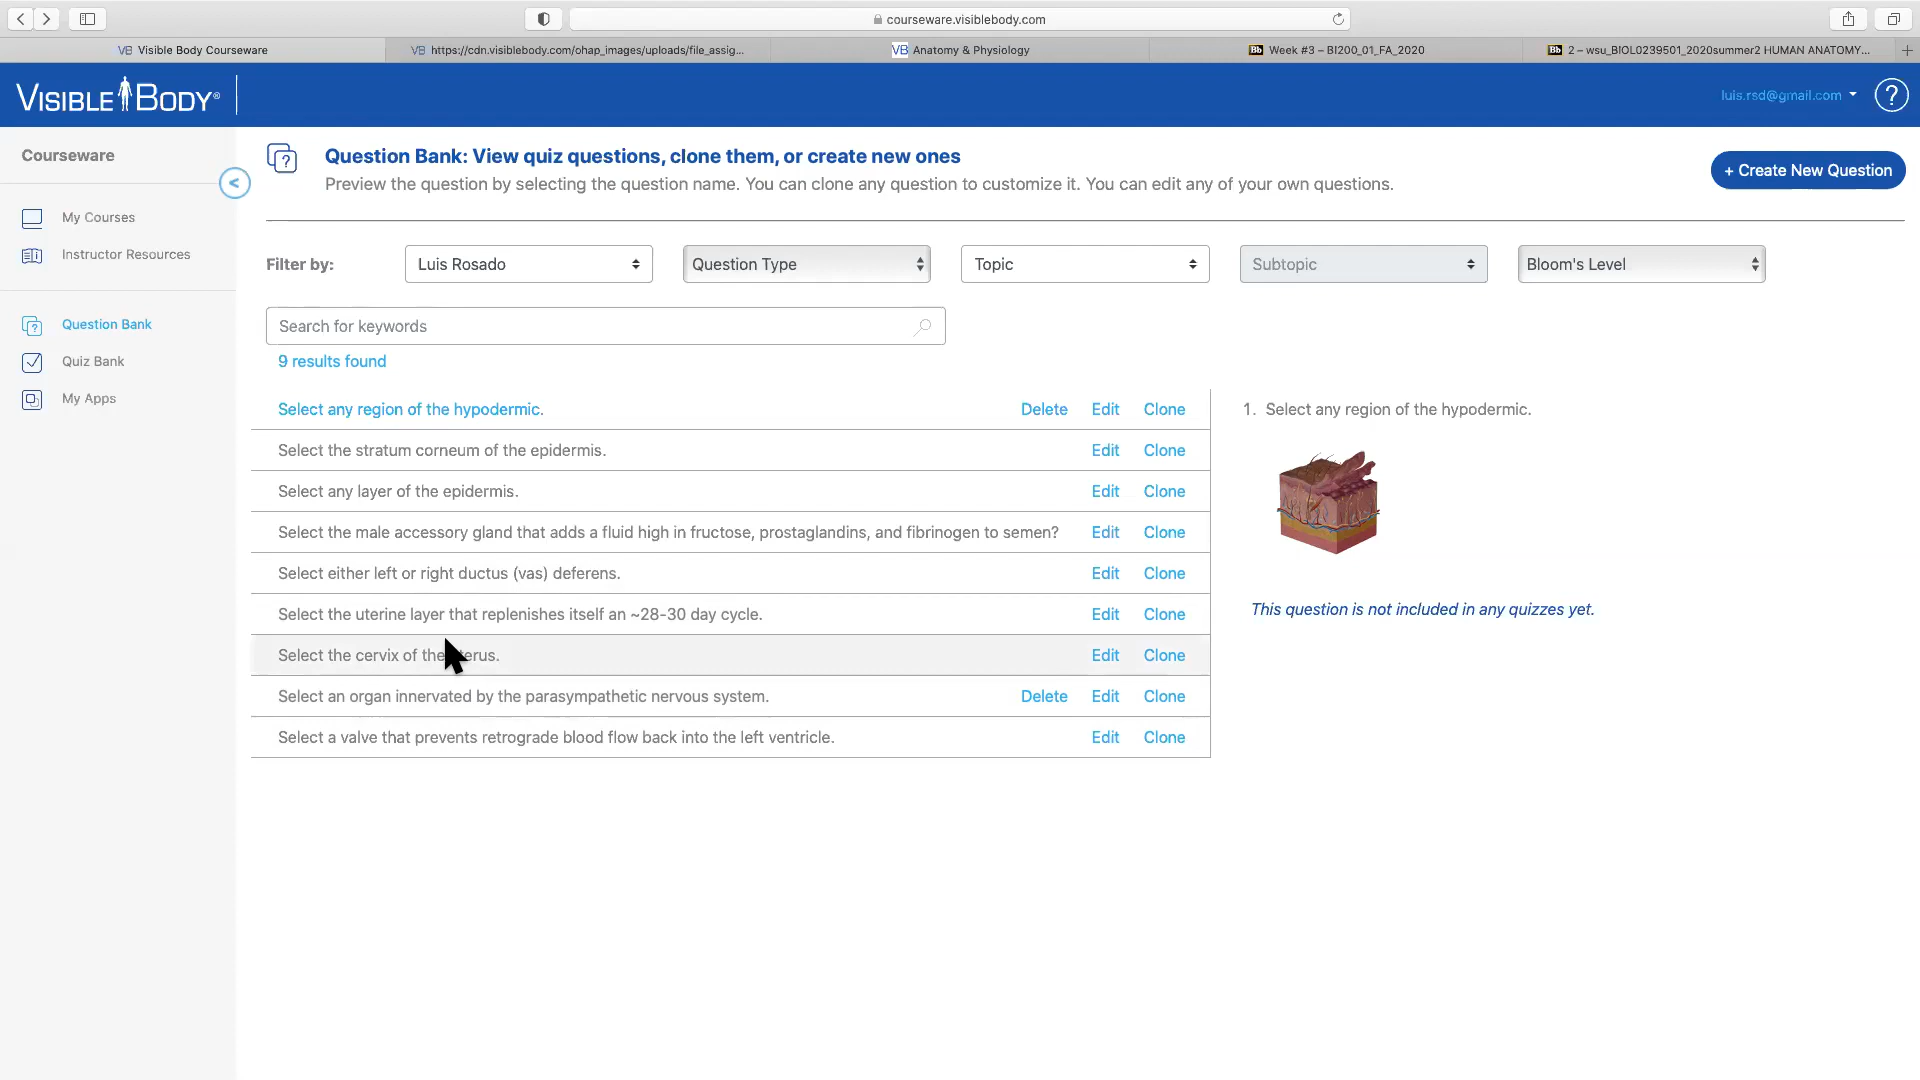 courseware.visiblebody.com
VB Visible Body Courseware
VB https://cdn.visiblebody.com/ohap_images/uploads/file_assig...
VB Anatomy & Physiology
Bb Week #3 – BI200_01_FA_2020
Bb 2 – wsu_BIOL0239501_2020summer2 HUMAN ANATOMY...
VISIBLE BODY®
luis.rsd@gmail.com
?
Courseware
<
My Courses
Instructor Resources
Question Bank
Quiz Bank
My Apps
Question Bank: View quiz questions, clone them, or create new ones
Preview the question by selecting the question name. You can clone any question to customize it. You can edit any of your own questions.
+ Create New Question
Filter by: Luis Rosado Question Type Topic Subtopic Bloom's Level
Search for keywords
9 results found
Select any region of the hypodermic. Delete Edit Clone
Select the stratum corneum of the epidermis. Edit Clone
Select any layer of the epidermis. Edit Clone
Select the male accessory gland that adds a fluid high in fructose, prostaglandins, and fibrinogen to semen? Edit Clone
Select either left or right ductus (vas) deferens. Edit Clone
Select the uterine layer that replenishes itself an ~28-30 day cycle. Edit Clone
Select the cervix of the uterus. Edit Clone
Select an organ innervated by the parasympathetic nervous system. Delete Edit Clone
Select a valve that prevents retrograde blood flow back into the left ventricle. Edit Clone
1. Select any region of the hypodermic.
This question is not included in any quizzes yet.